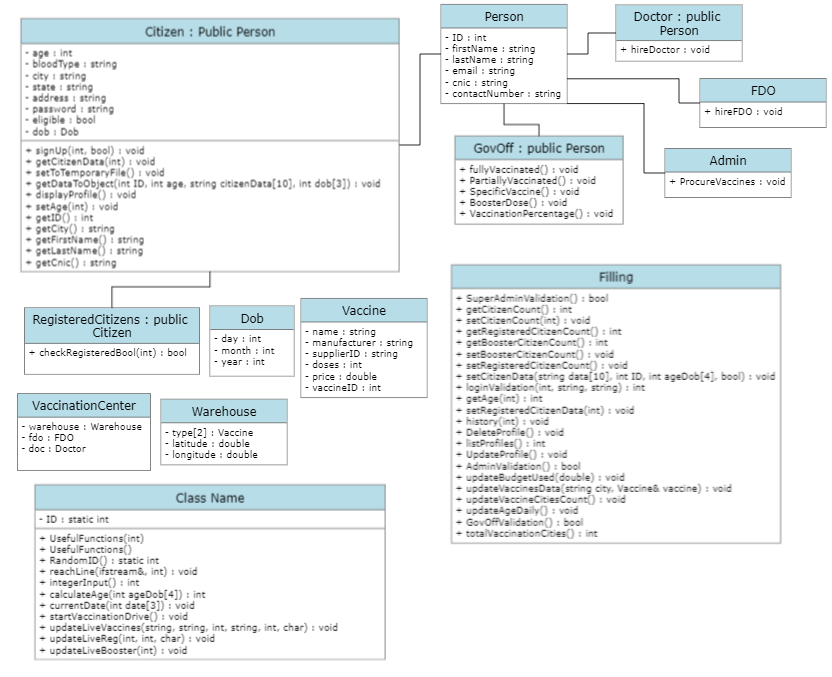 Citizen : Public Person
- age : int
- bloodType : string
- city : string
- state : string
- address : string
- password : string
- eligible : bool
- dob : Dob
+ signUp(int, bool) : void
+ getCitizenData(int) : void
+ setToTemporaryFile() : void
+ getDataToObject(int ID, int age, string citizenData[10], int dob[3]) : void
+ displayProfile() : void
+ setAge(int) : void
+ getID() : int
+ getCity() : string
+ getFirstName() : string
+ getLastName() : string
+ getCnic() : string
Person
- ID : int
- firstName : string
- lastName : string
- email : string
- cnic : string
- contactNumber : string
Doctor : public
Person
+ hireDoctor : void
FDO
+ hireFDO : void
GovOff : public Person
+ fullyVaccinated() : void
+ PartiallyVaccinated() : void
+ SpecificVaccine() : void
+ BoosterDose() : void
+ VaccinationPercentage() : void
Admin
+ ProcureVaccines : void
RegisteredCitizens : public
Citizen
+ checkRegisteredBool(int) : bool
Dob
- day : int
- month : int
- year : int
Vaccine
- name : string
- manufacturer : string
- supplierID : string
- doses : int
- price : double
- vaccineID : int
Filling
+ SuperAdminValidation() : bool
+ getCitizenCount() : int
+ setCitizenCount(int) : void
+ getRegisteredCitizenCount() : int
+ getBoosterCitizenCount() : int
+ setBoosterCitizenCount() : void
+ setRegisteredCitizenCount() : void
+ setCitizenData(string data[10], int ID, int ageDob[4], bool) : void
+ loginValidation(int, string, string) : int
+ getAge(int) : int
+ setRegisteredCitizenData(int) : void
+ history(int) : void
+ DeleteProfile() : void
+ listProfiles() : int
+ UpdateProfile() : void
+ AdminValidation() : bool
+ updateBudgetUsed(double) : void
+ updateVaccinesData(string city, Vaccine& vaccine) : void
+ updateVaccineCitiesCount() : void
+ updateAgeDaily() : void
+ GovOffValidation() : bool
+ totalVaccinationCities() : int
VaccinationCenter
- warehouse : Warehouse
- fdo : FDO
- doc : Doctor
Warehouse
- type[2] : Vaccine
- latitude : double
- longitude : double
Class Name
- ID : static int
+ UsefulFunctions(int)
+ UsefulFunctions()
+ RandomID() : static int
+ reachLine(ifstream&, int) : void
+ integerInput() : int
+ calculateAge(int ageDob[4]) : int
+ currentDate(int date[3]) : void
+ startVaccinationDrive() : void
+ updateLiveVaccines(string, string, int, string, int, char) : void
+ updateLiveReg(int, int, char) : void
+ updateLiveBooster(int) : void